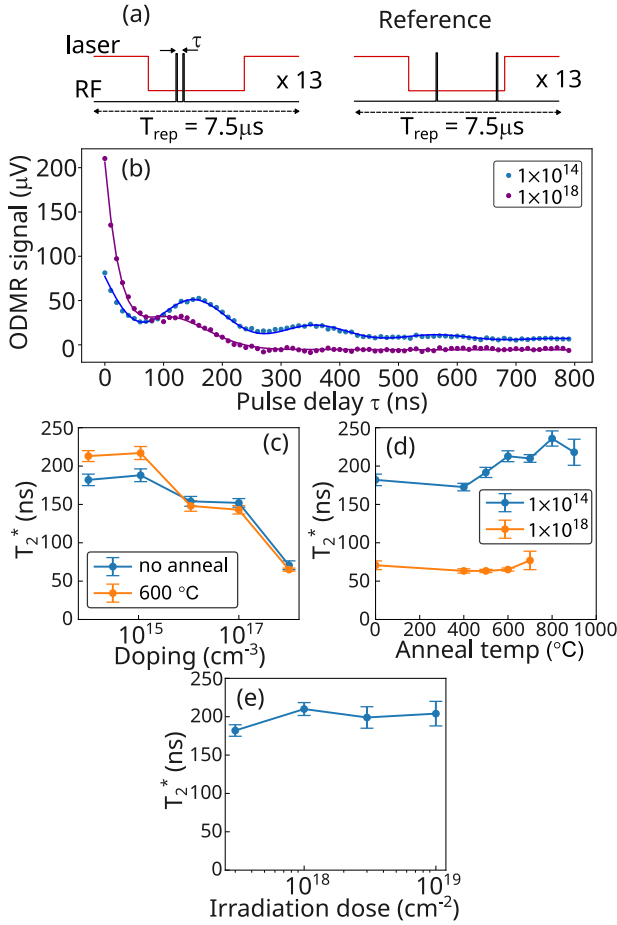 (a)
Reference
laser
τ
RF
x 13
x 13
T_rep = 7.5μs
T_rep = 7.5μs
(b)
1×10^14
1×10^18
ODMR signal (μV)
200
150
100
50
0
0 100 200 300 400 500 600 700 800
Pulse delay τ (ns)
(c)
T_2^* (ns)
250
200
150
100
50
0
no anneal
600 °C
10^15 10^17
Doping (cm^-3)
(d)
T_2^* (ns)
250
200
150
100
50
0
1×10^14
1×10^18
0 200 400 600 800 1000
Anneal temp (°C)
(e)
T_2^* (ns)
250
200
150
100
50
0
10^18 10^19
Irradiation dose (cm^-2)